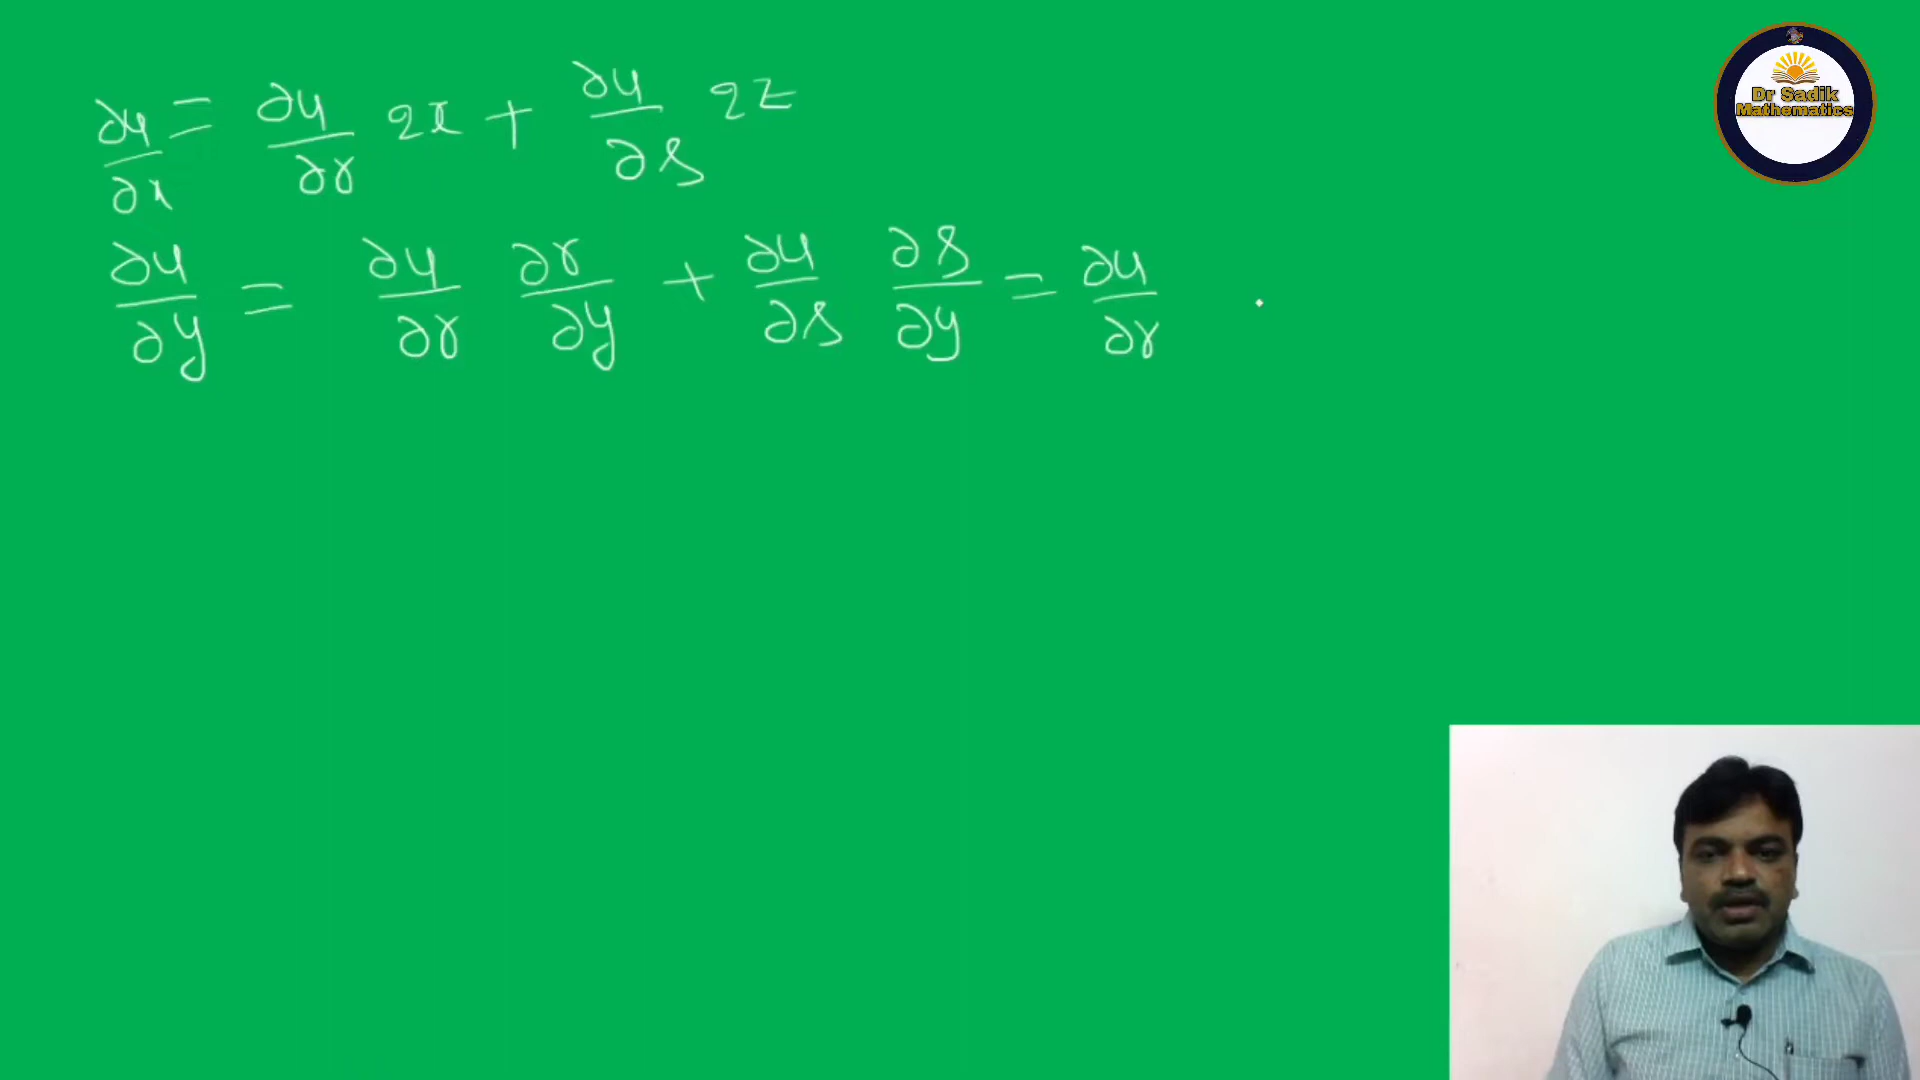 ∂u/∂x = ∂u/∂r 2x + ∂u/∂s 2z
∂u/∂y = ∂u/∂r ∂r/∂y + ∂u/∂s ∂s/∂y = ∂u/∂r
Dr Sadik
Mathematics